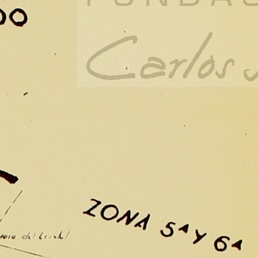 FUNDAC
DO
Carlos
ZONA 5ª Y 6ª